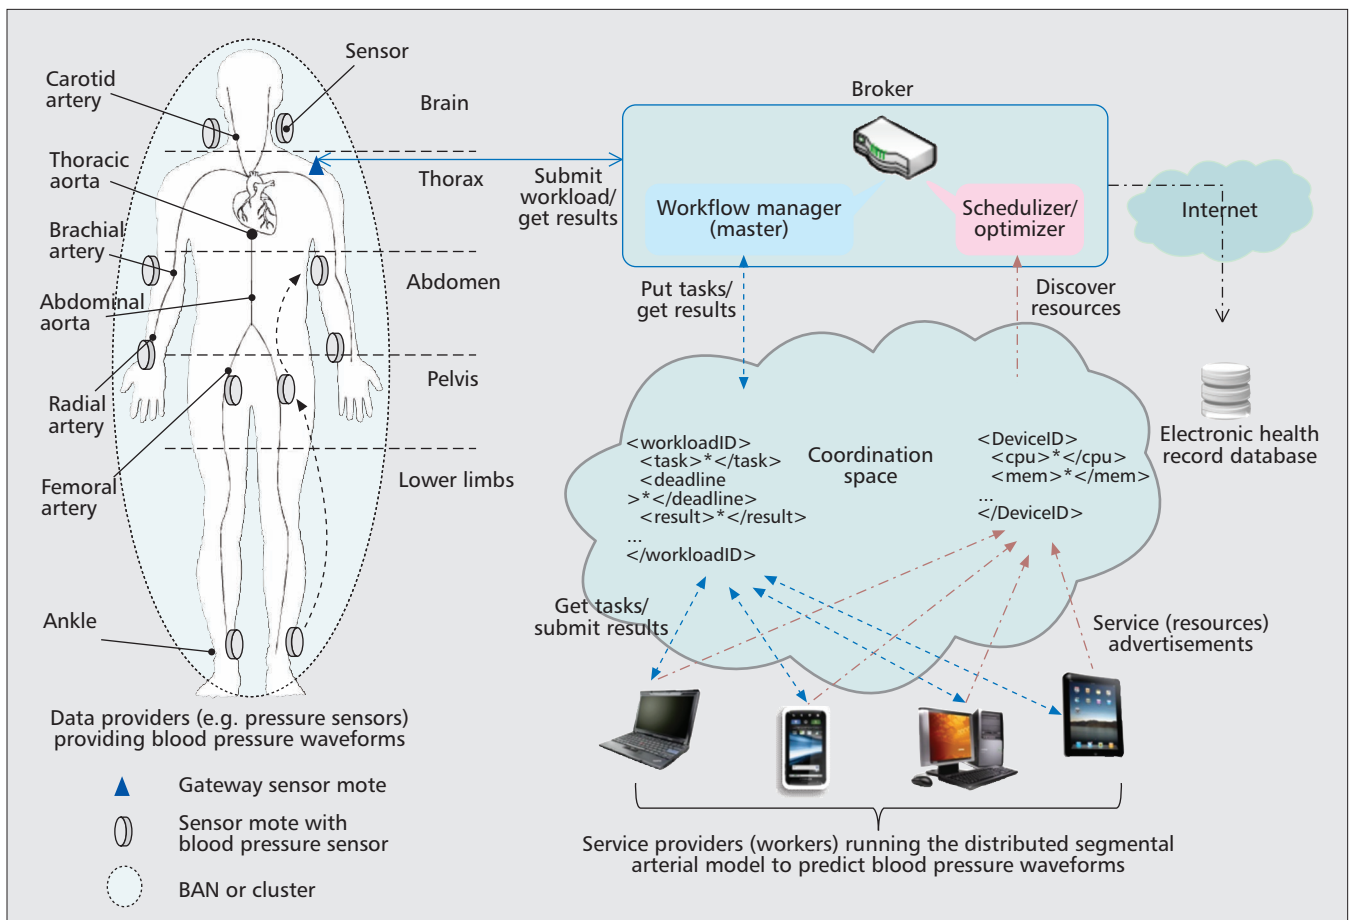 Sensor
Carotid
artery
Brain
Thoracic
aorta
Thorax
Brachial
artery
Abdomen
Abdominal
aorta
Pelvis
Radial
artery
Lower limbs
Femoral
artery
Ankle
Data providers (e.g. pressure sensors)
providing blood pressure waveforms
Gateway sensor mote
Sensor mote with
blood pressure sensor
BAN or cluster
Submit
workload/
get results
Broker
Workflow manager
(master)
Schedulizer/
optimizer
Internet
Put tasks/
get results
Discover
resources
Electronic health
record database
<workloadID>
<task>*</task>
<deadline
>*</deadline>
<result>*</result>
...
</workloadID>
Coordination
space
<DeviceID>
<cpu>*</cpu>
<mem>*</mem>
...
</DeviceID>
Get tasks/
submit results
Service (resources)
advertisements
Service providers (workers) running the distributed segmental
arterial model to predict blood pressure waveforms